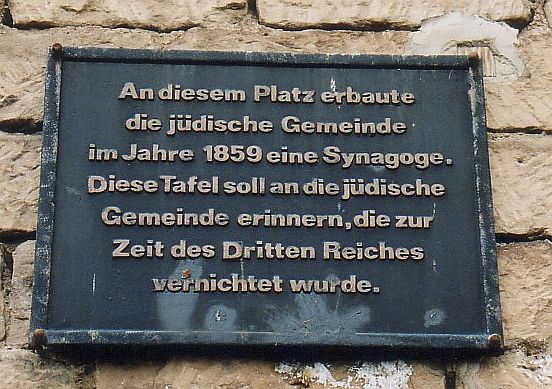 An diesem Platz erbaute
die jüdische Gemeinde
im Jahre 1859 eine Synagoge.
Diese Tafel soll an die jüdische
Gemeinde erinnern, die zur
Zeit des Dritten Reiches
vernichtet wurde.